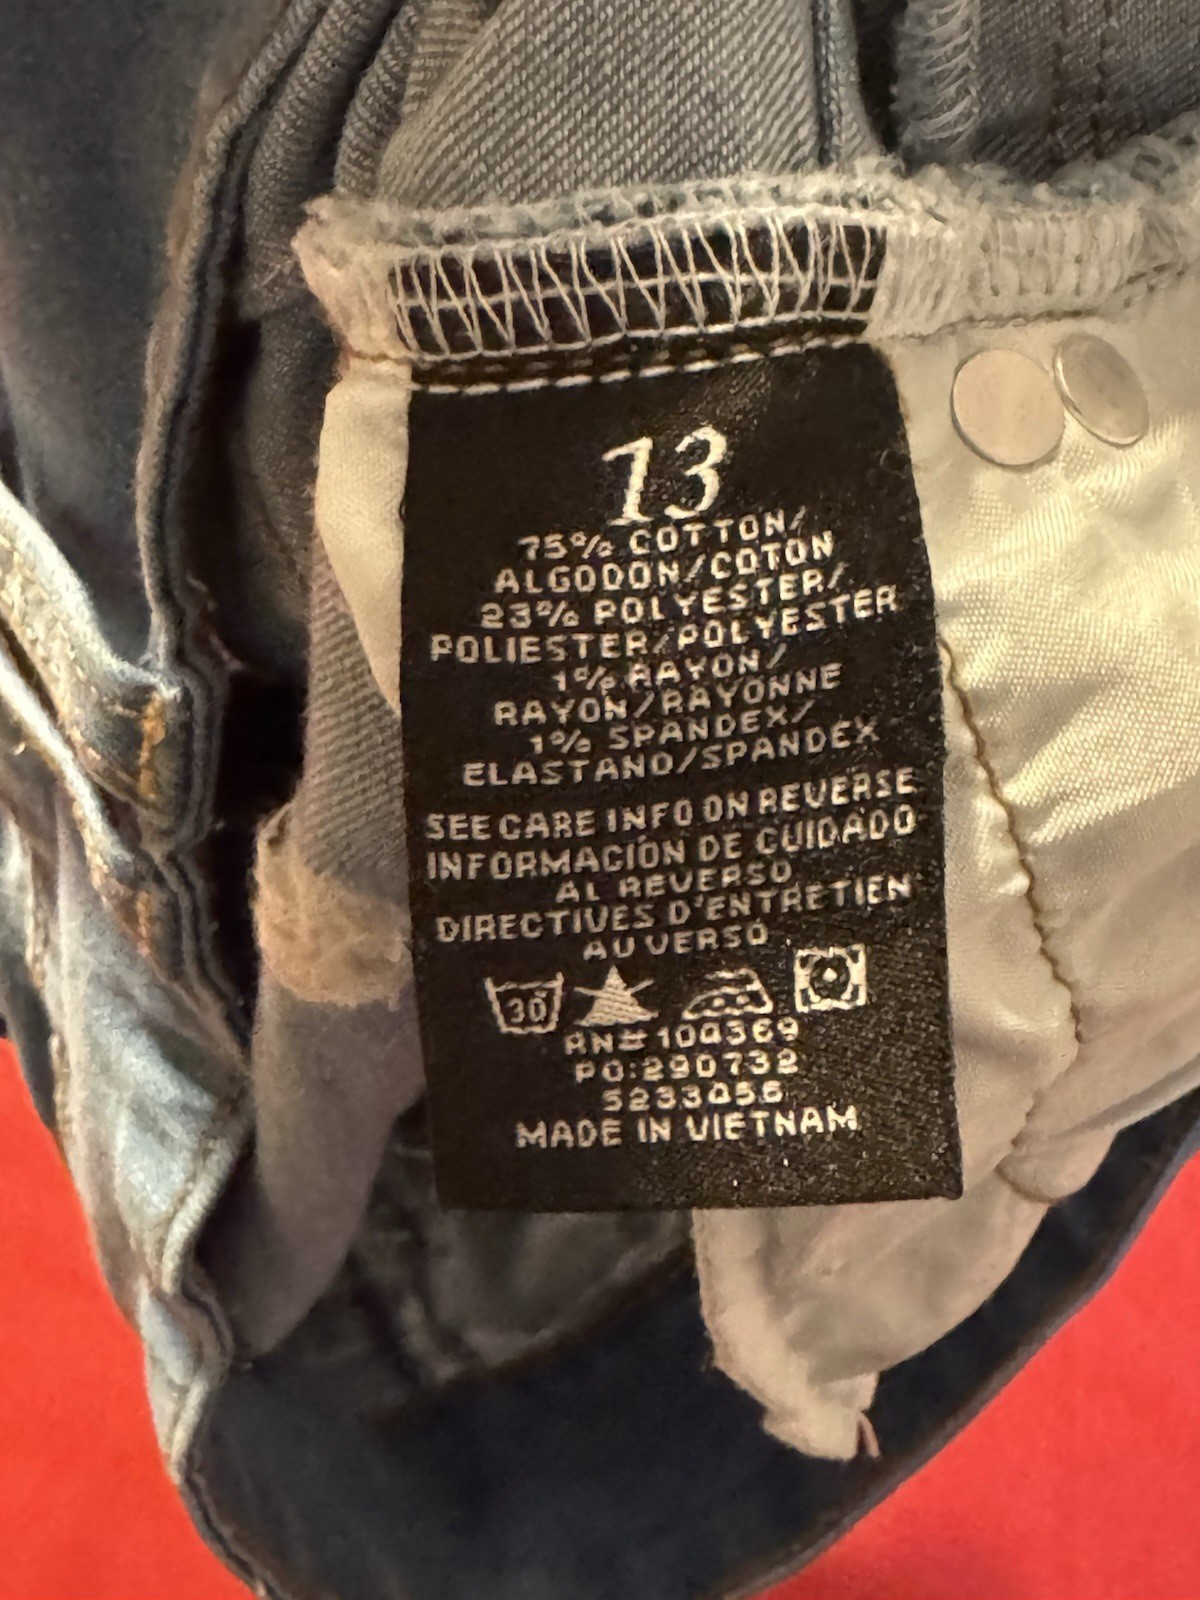 13
75% COTTON/
ALGODON/COTON
23% POLYESTER/
POLIESTER/POLYESTER
1% RAYON/
RAYON/RAYONNE
1% SPANDEX/
ELASTANO/SPANDEX
SEE CARE INFO ON REVERSE
INFORMACIÓN DE CUIDADO
AL REVERSO
DIRECTIVES D'ENTRETIEN
AU VERSO
30
RN# 104369
PO:290732
5233056
MADE IN VIETNAM